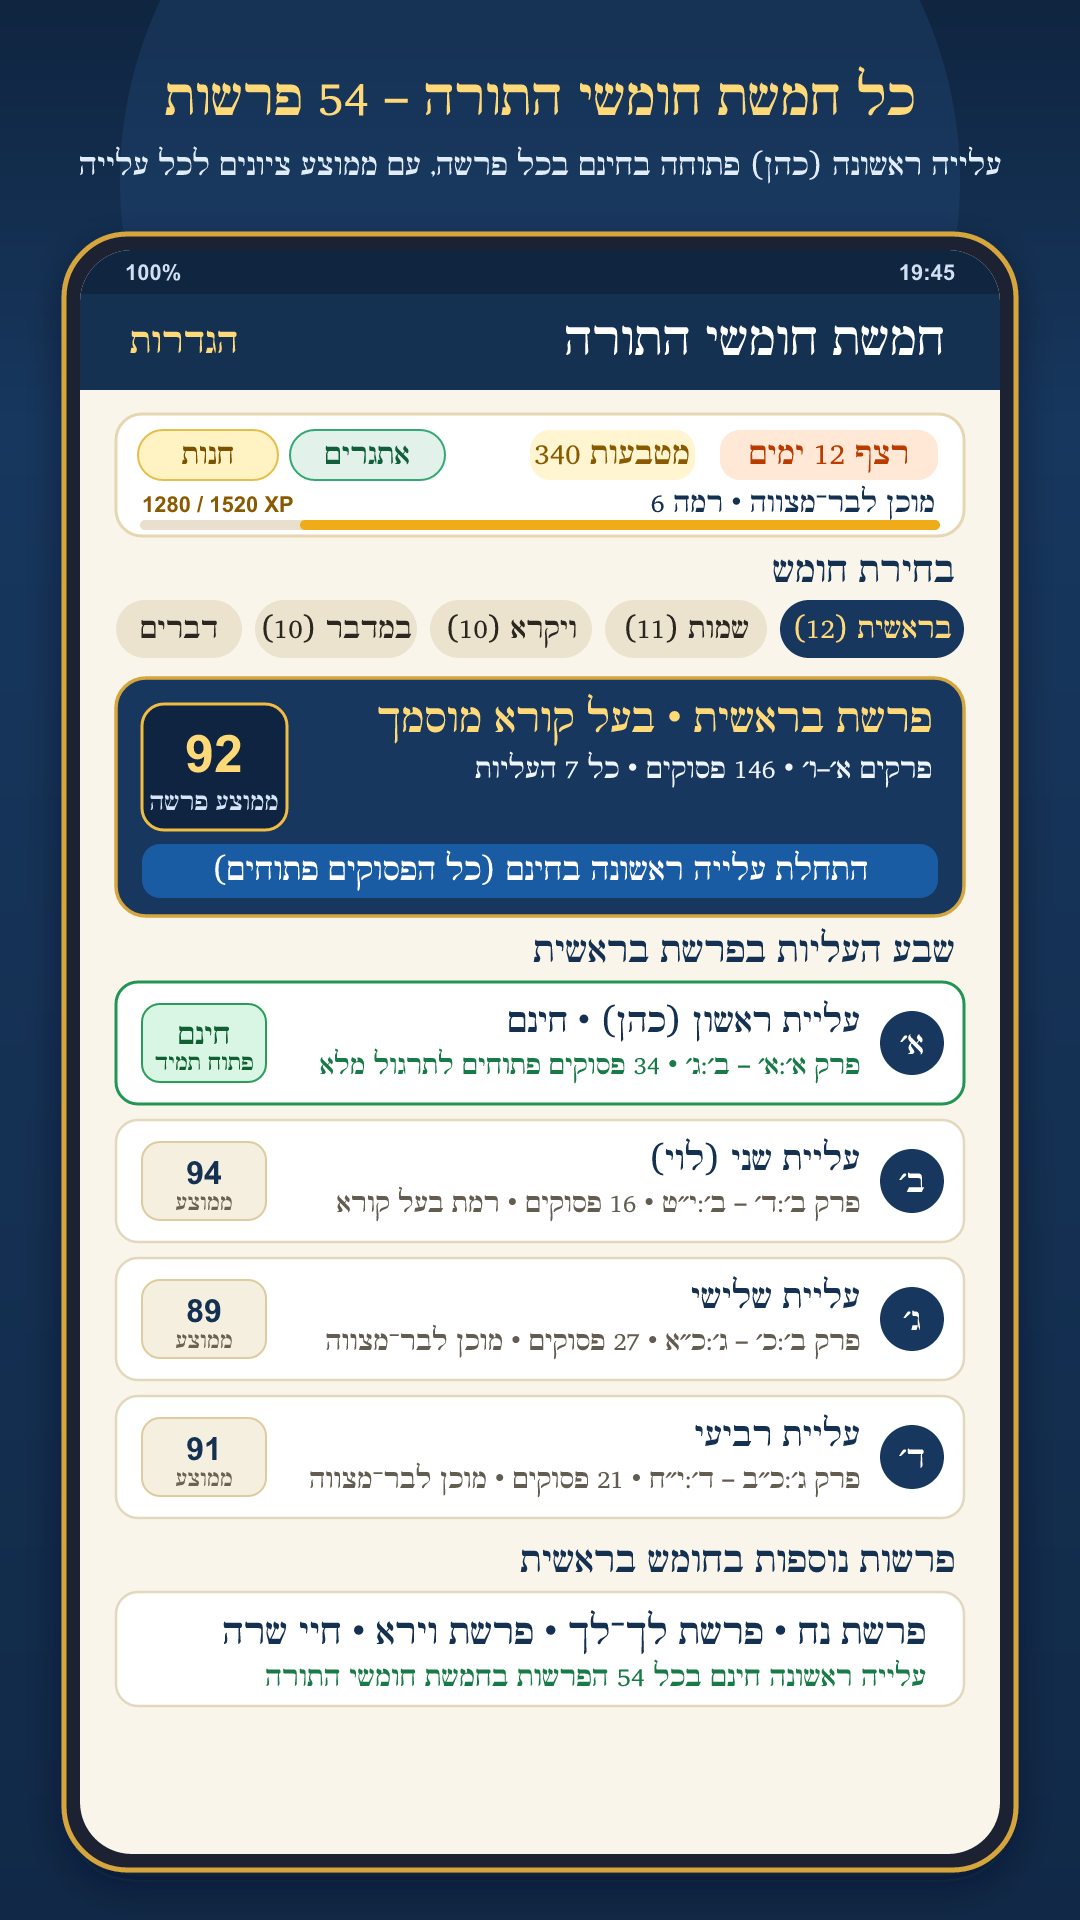 כל חמשת חומשי התורה – 54 פרשות
עלייה ראשונה (כהן) פתוחה בחינם בכל פרשה, עם ממוצע ציונים לכל עלייה
19:45 100%
חמשת חומשי התורה הגדרות
רצף 12 ימים מטבעות 340 אתגרים חנות
מוכן לבר־מצווה • רמה 6 1280 / 1520 XP
בחירת חומש
בראשית (12) שמות (11) ויקרא (10) במדבר (10) דברים
פרשת בראשית • בעל קורא מוסמך
92
פרקים א׳–ו׳ • 146 פסוקים • כל 7 העליות
ממוצע פרשה
התחלת עלייה ראשונה בחינם (כל הפסוקים פתוחים)
שבע העליות בפרשת בראשית
א׳ עליית ראשון (כהן) • חינם חינם
פרק א׳:א׳ – ב׳:ג׳ • 34 פסוקים פתוחים לתרגול מלא פתוח תמיד
ב׳ עליית שני (לוי) 94
פרק ב׳:ד׳ – ב׳:י״ט • 16 פסוקים • רמת בעל קורא ממוצע
ג׳ עליית שלישי 89
פרק ב׳:כ׳ – ג׳:כ״א • 27 פסוקים • מוכן לבר־מצווה ממוצע
ד׳ עליית רביעי 91
פרק ג׳:כ״ב – ד׳:י״ח • 21 פסוקים • מוכן לבר־מצווה ממוצע
פרשות נוספות בחומש בראשית
פרשת נח • פרשת לך־לך • פרשת וירא • חיי שרה
עלייה ראשונה חינם בכל 54 הפרשות בחמשת חומשי התורה